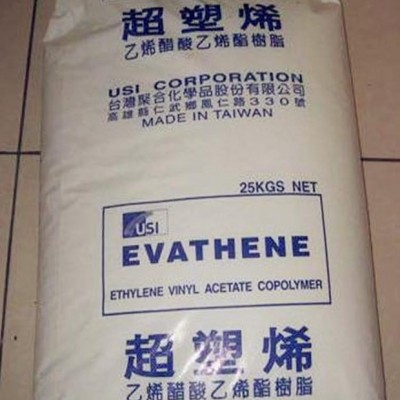 超塑烯
乙烯醋酸乙烯酯樹脂
USI CORPORATION
台灣聚合化學品股份有限公司
高雄縣仁武鄉鳳仁路330號
MADE IN TAIWAN
25KGS NET
USI
EVATHENE
ETHYLENE VINYL ACETATE COPOLYMER
超塑烯
乙烯醋酸乙烯酯樹脂